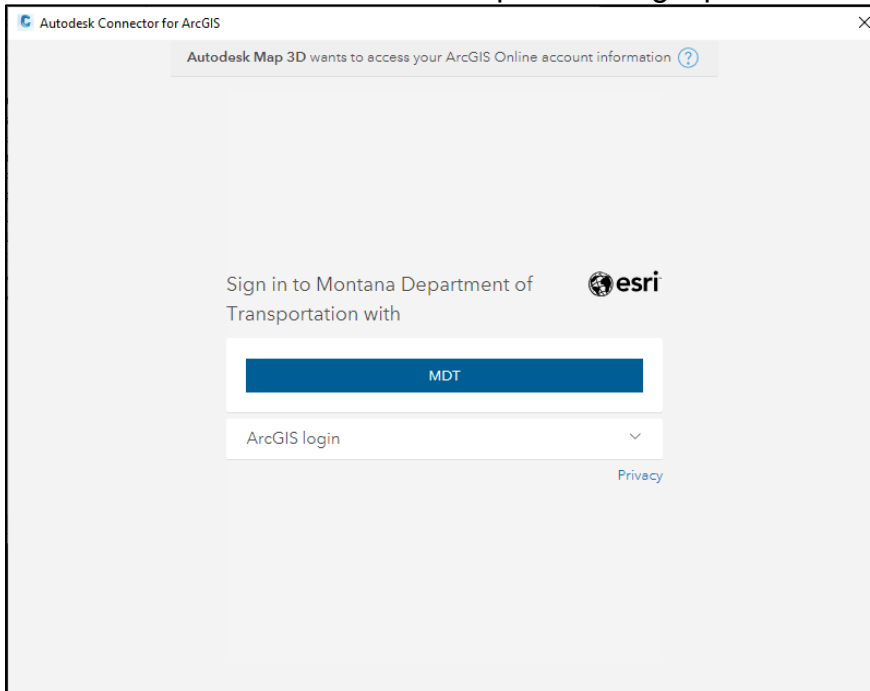 Autodesk Connector for ArcGIS
Autodesk Map 3D wants to access your ArcGIS Online account information ?
Sign in to Montana Department of
Transportation with
esri
MDT
ArcGIS login
Privacy